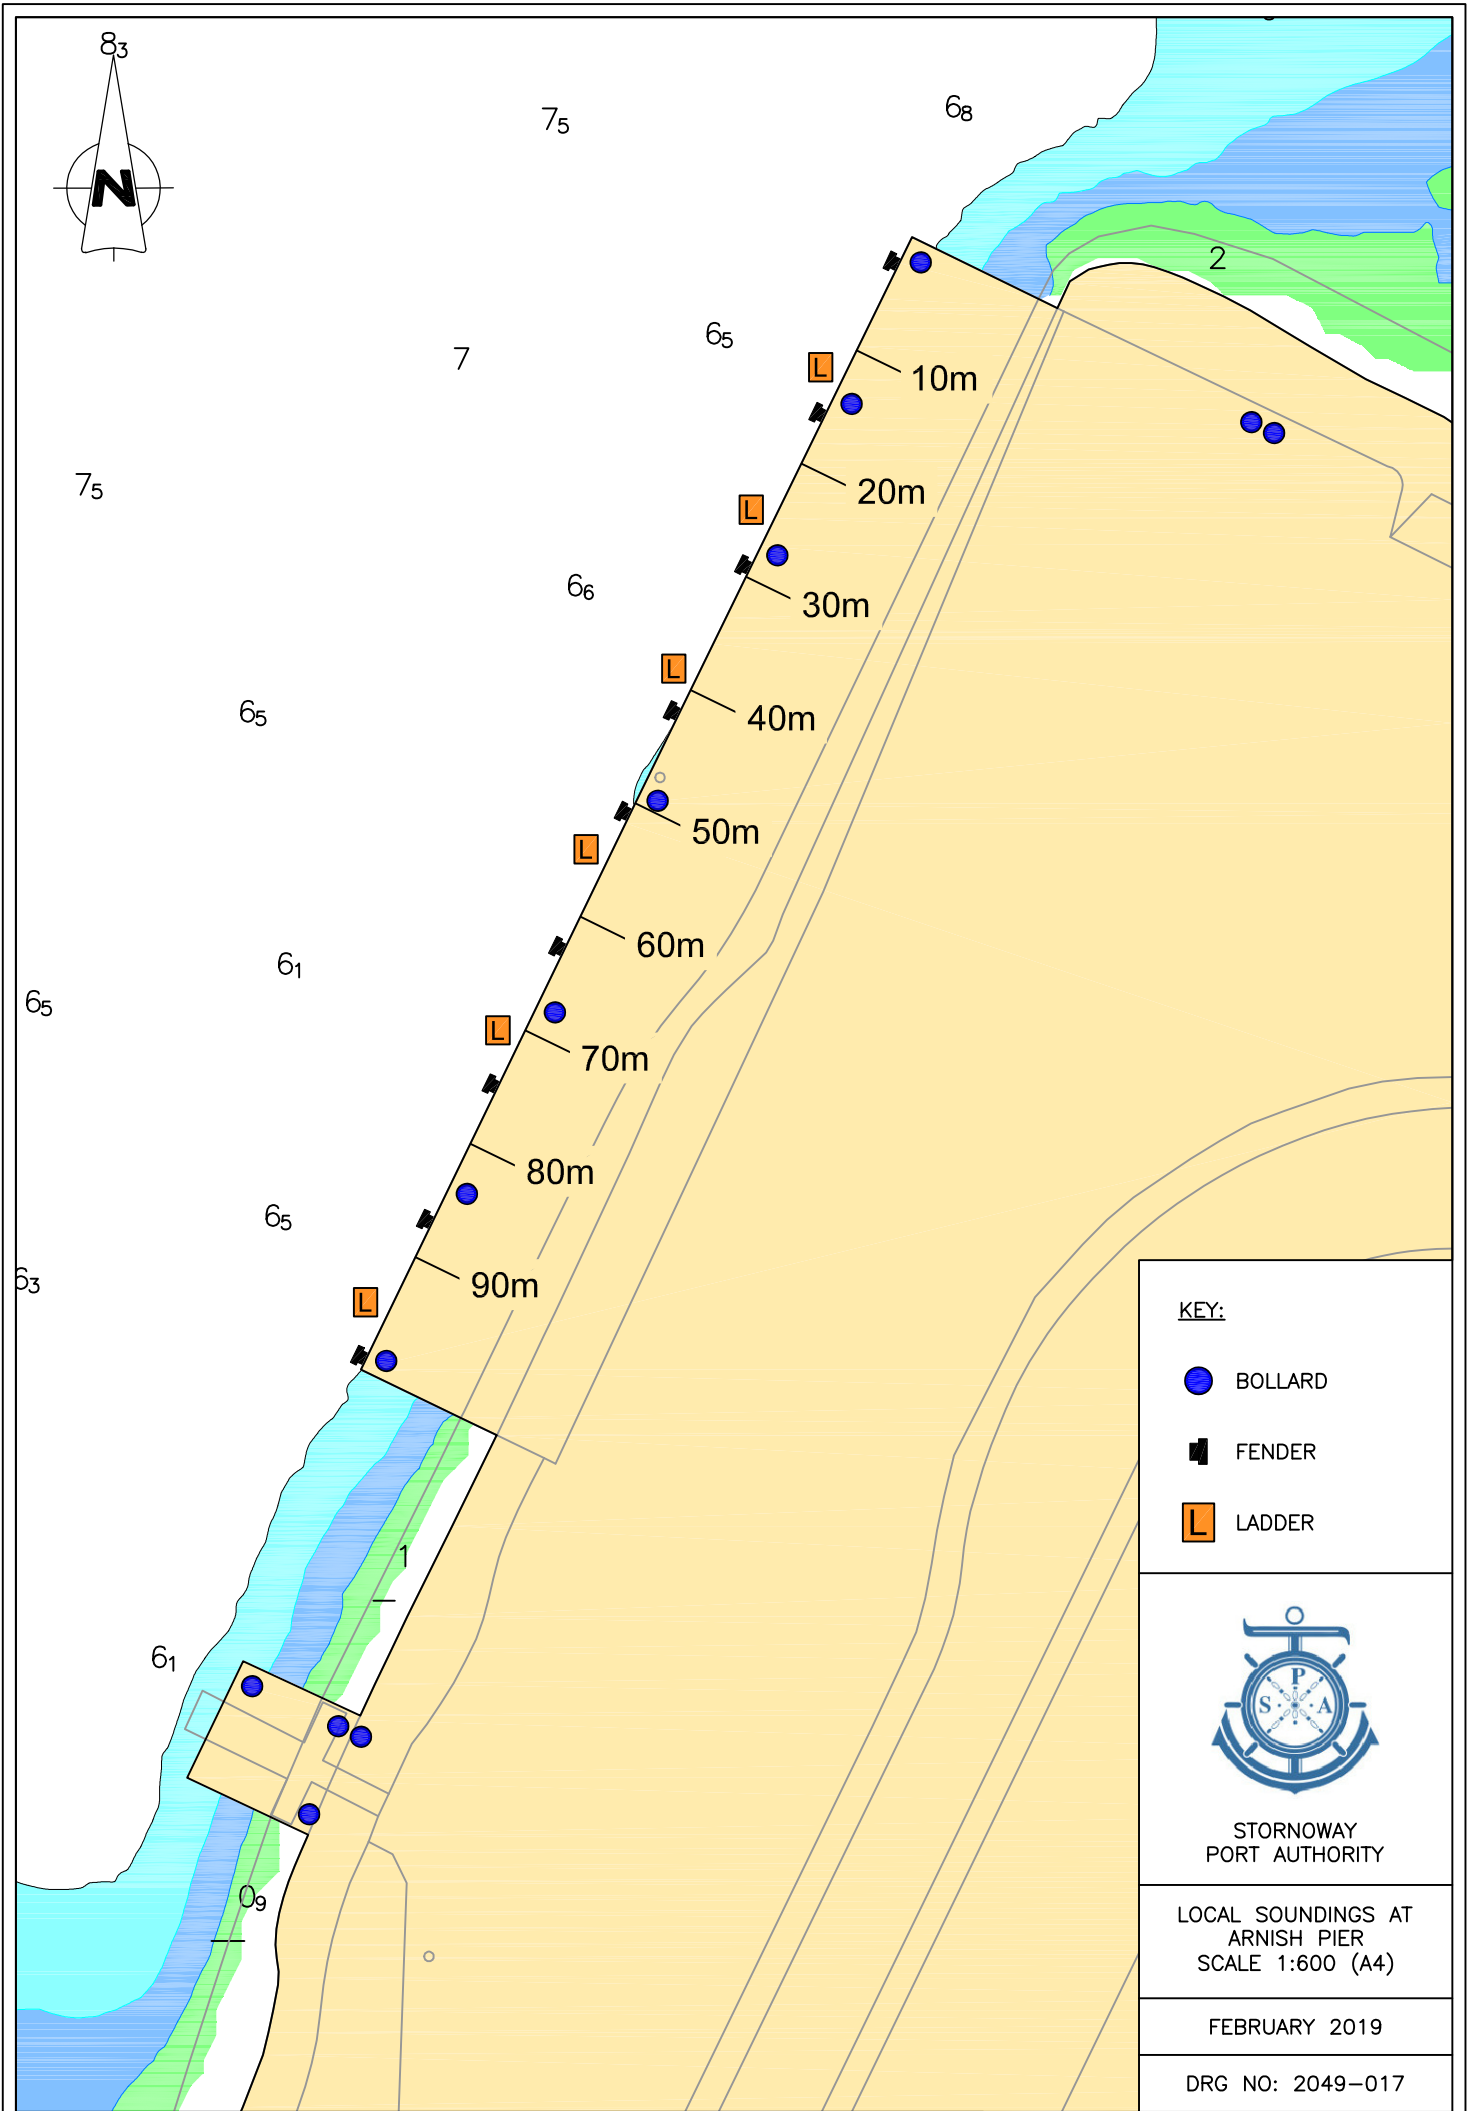 8₃
7₅
6₈
N
2
6₅
7
L
10m
7₅
20m
L
6₆
30m
L
6₅
40m
50m
L
60m
6₁
6₅
L
70m
80m
6₅
6₃
90m
L
1
6₁
0₉
KEY:
BOLLARD
FENDER
L LADDER
P
S A
STORNOWAY
PORT AUTHORITY
LOCAL SOUNDINGS AT
ARNISH PIER
SCALE 1:600 (A4)
FEBRUARY 2019
DRG NO: 2049-017